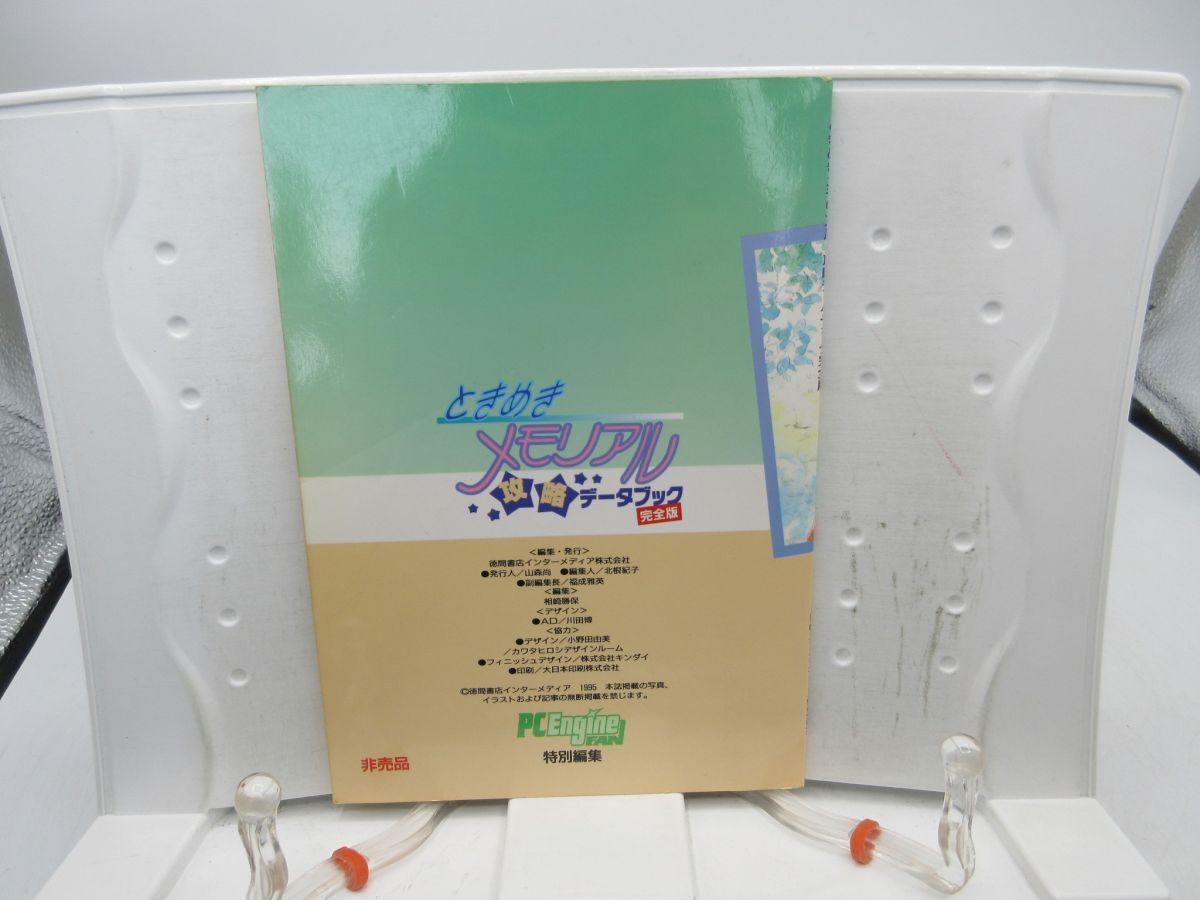 ときめき
メモリアル
攻略データブック
完全版
<編集・発行>
徳間書店インターメディア株式会社
●発行人/山森尚 ●編集人/北根紀子
●副編集長/福成雅英
<編集>
相崎勝保
<デザイン>
●AD/川田博
<協力>
●デザイン/小野田由美
/カワタヒロシデザインルーム
●フィニッシュデザイン/株式会社キンダイ
●印刷/大日本印刷株式会社
©徳間書店インターメディア 1995 本誌掲載の写真、
イラストおよび記事の無断掲載を禁じます。
PCEngine
FAN
特別編集
非売品